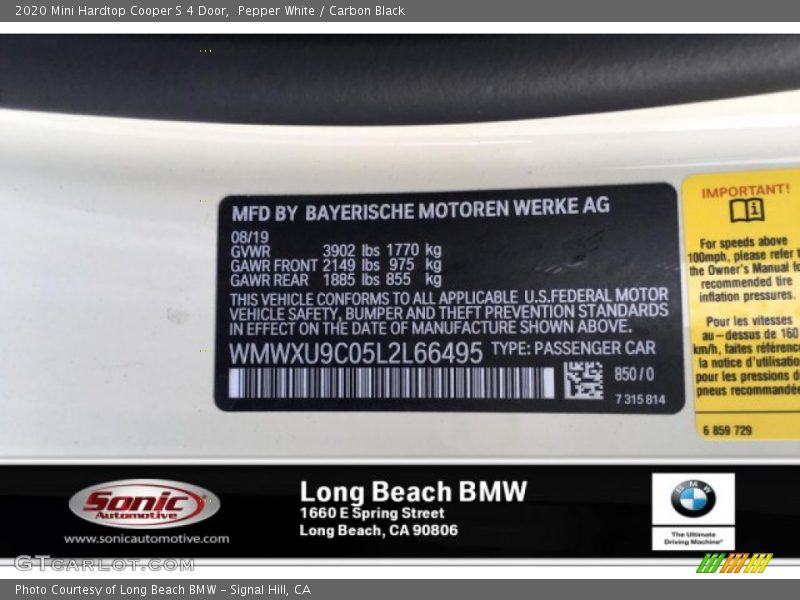 2020 Mini Hardtop Cooper S 4 Door, Pepper White / Carbon Black
MFD BY BAYERISCHE MOTOREN WERKE AG
08/19
GVWR 3902 lbs 1770 kg
GAWR FRONT 2149 lbs 975 kg
GAWR REAR 1885 lbs 855 kg
THIS VEHICLE CONFORMS TO ALL APPLICABLE U.S.FEDERAL MOTOR
VEHICLE SAFETY, BUMPER AND THEFT PREVENTION STANDARDS
IN EFFECT ON THE DATE OF MANUFACTURE SHOWN ABOVE.
WMWXU9C05L2L66495 TYPE: PASSENGER CAR
850/0
7 315 814
IMPORTANT!
For speeds above
100mph, please refer t
the Owner's Manual fo
recommended tire
inflation pressures.
Pour les vitesses
au-dessus de 160
km/h, faites référence
la notice d'utilisatio
pour les pressions de
pneus recommandée
6 859 729
Sonic
Automotive
www.sonicautomotive.com
Long Beach BMW
1660 E Spring Street
Long Beach, CA 90806
BMW
The Ultimate
Driving Machine®
GTcarlot.com
Photo Courtesy of Long Beach BMW - Signal Hill, CA